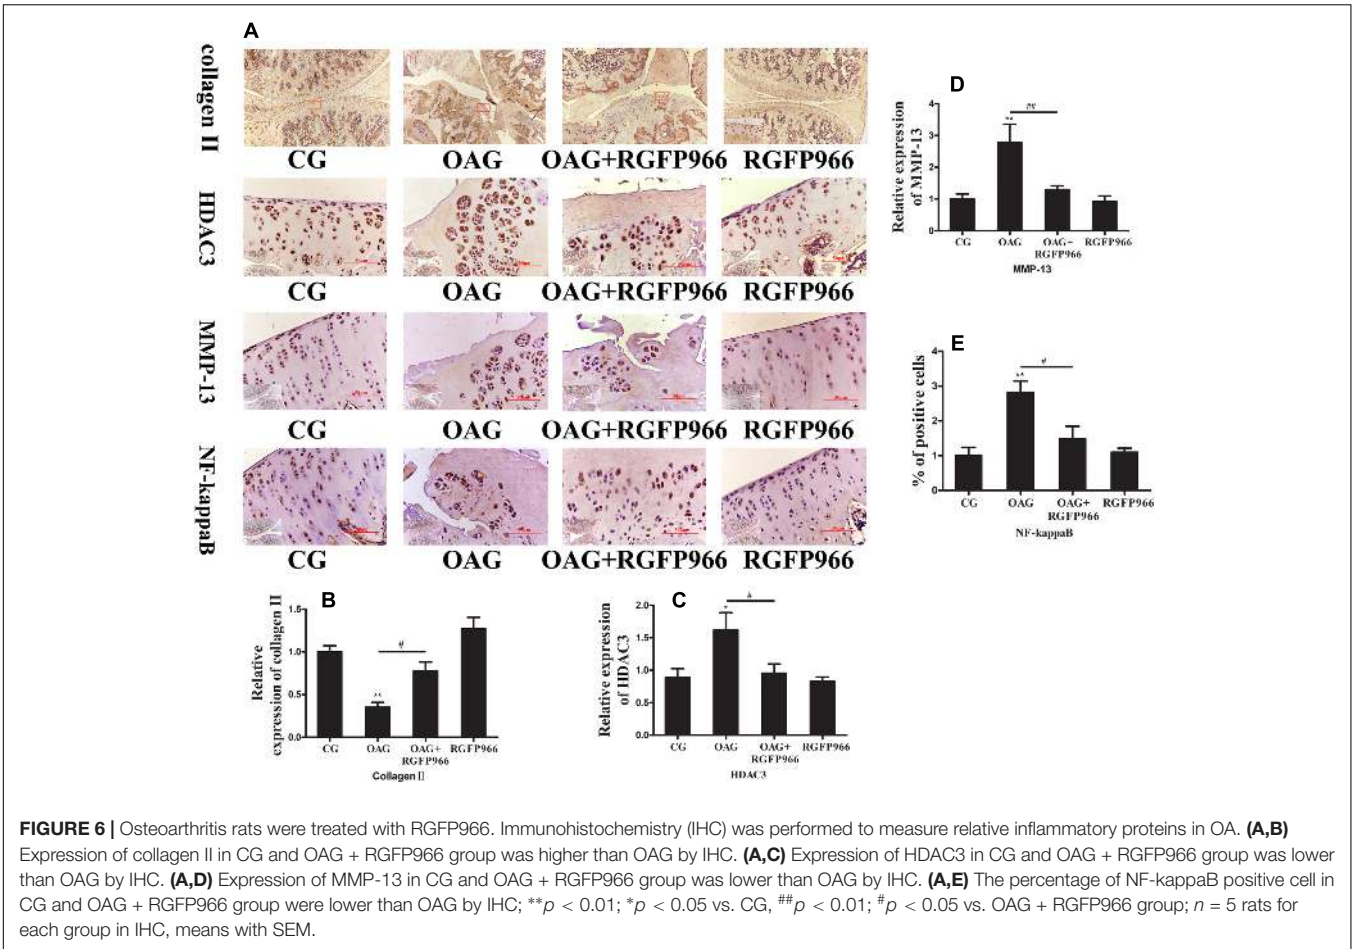 A
collagen II
CG OAG OAG+RGFP966 RGFP966
HDAC3
CG OAG OAG+RGFP966 RGFP966
MMP-13
CG OAG OAG+RGFP966 RGFP966
NF-kappaB
CG OAG OAG+RGFP966 RGFP966
B
Relative
expression of collagen II
1.5
1.0
0.5
0.0
**
#
CG OAG OAG+ RGFP966
RGFP966
Collagen II
C
Relative expression
of HDAC3
2.0
1.5
1.0
0.5
0.0
*
#
CG OAG OAG+ RGFP966
RGFP966
HDAC3
D
Relative expression
of MMP-13
4
3
2
1
0
**
##
CG OAG OAG+ RGFP966
RGFP966
MMP-13
E
% of positive cells
4
3
2
1
0
**
#
CG OAG OAG+ RGFP966
RGFP966
NF-kappaB
FIGURE 6 | Osteoarthritis rats were treated with RGFP966. Immunohistochemistry (IHC) was performed to measure relative inflammatory proteins in OA. (A,B)
Expression of collagen II in CG and OAG + RGFP966 group was higher than OAG by IHC. (A,C) Expression of HDAC3 in CG and OAG + RGFP966 group was lower
than OAG by IHC. (A,D) Expression of MMP-13 in CG and OAG + RGFP966 group was lower than OAG by IHC. (A,E) The percentage of NF-kappaB positive cell in
CG and OAG + RGFP966 group were lower than OAG by IHC; **p < 0.01; *p < 0.05 vs. CG, ##p < 0.01; #p < 0.05 vs. OAG + RGFP966 group; n = 5 rats for
each group in IHC, means with SEM.